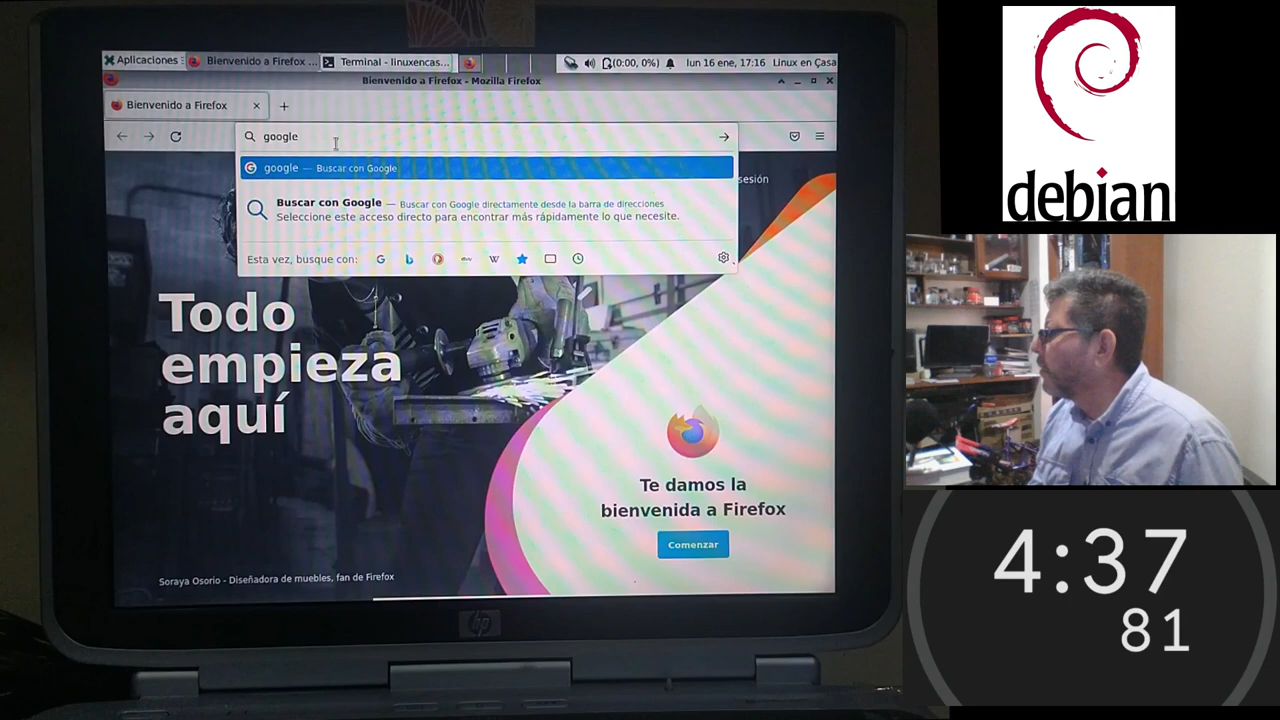 Aplicaciones
Bienvenido a Firefox ...
Terminal - linuxencas...
(0:00, 0%)
lun 16 ene, 17:16
Linux en Casa
Bienvenido a Firefox - Mozilla Firefox
Bienvenido a Firefox
google
google — Buscar con Google
sesión
Buscar con Google — Buscar con Google directamente desde la barra de direcciones
Seleccione este acceso directo para encontrar más rápidamente lo que necesite.
Esta vez, busque con:
Todo
empieza
aquí
Te damos la
bienvenida a Firefox
Comenzar
Soraya Osorio - Diseñadora de muebles, fan de Firefox
hp
debian
4:37
81